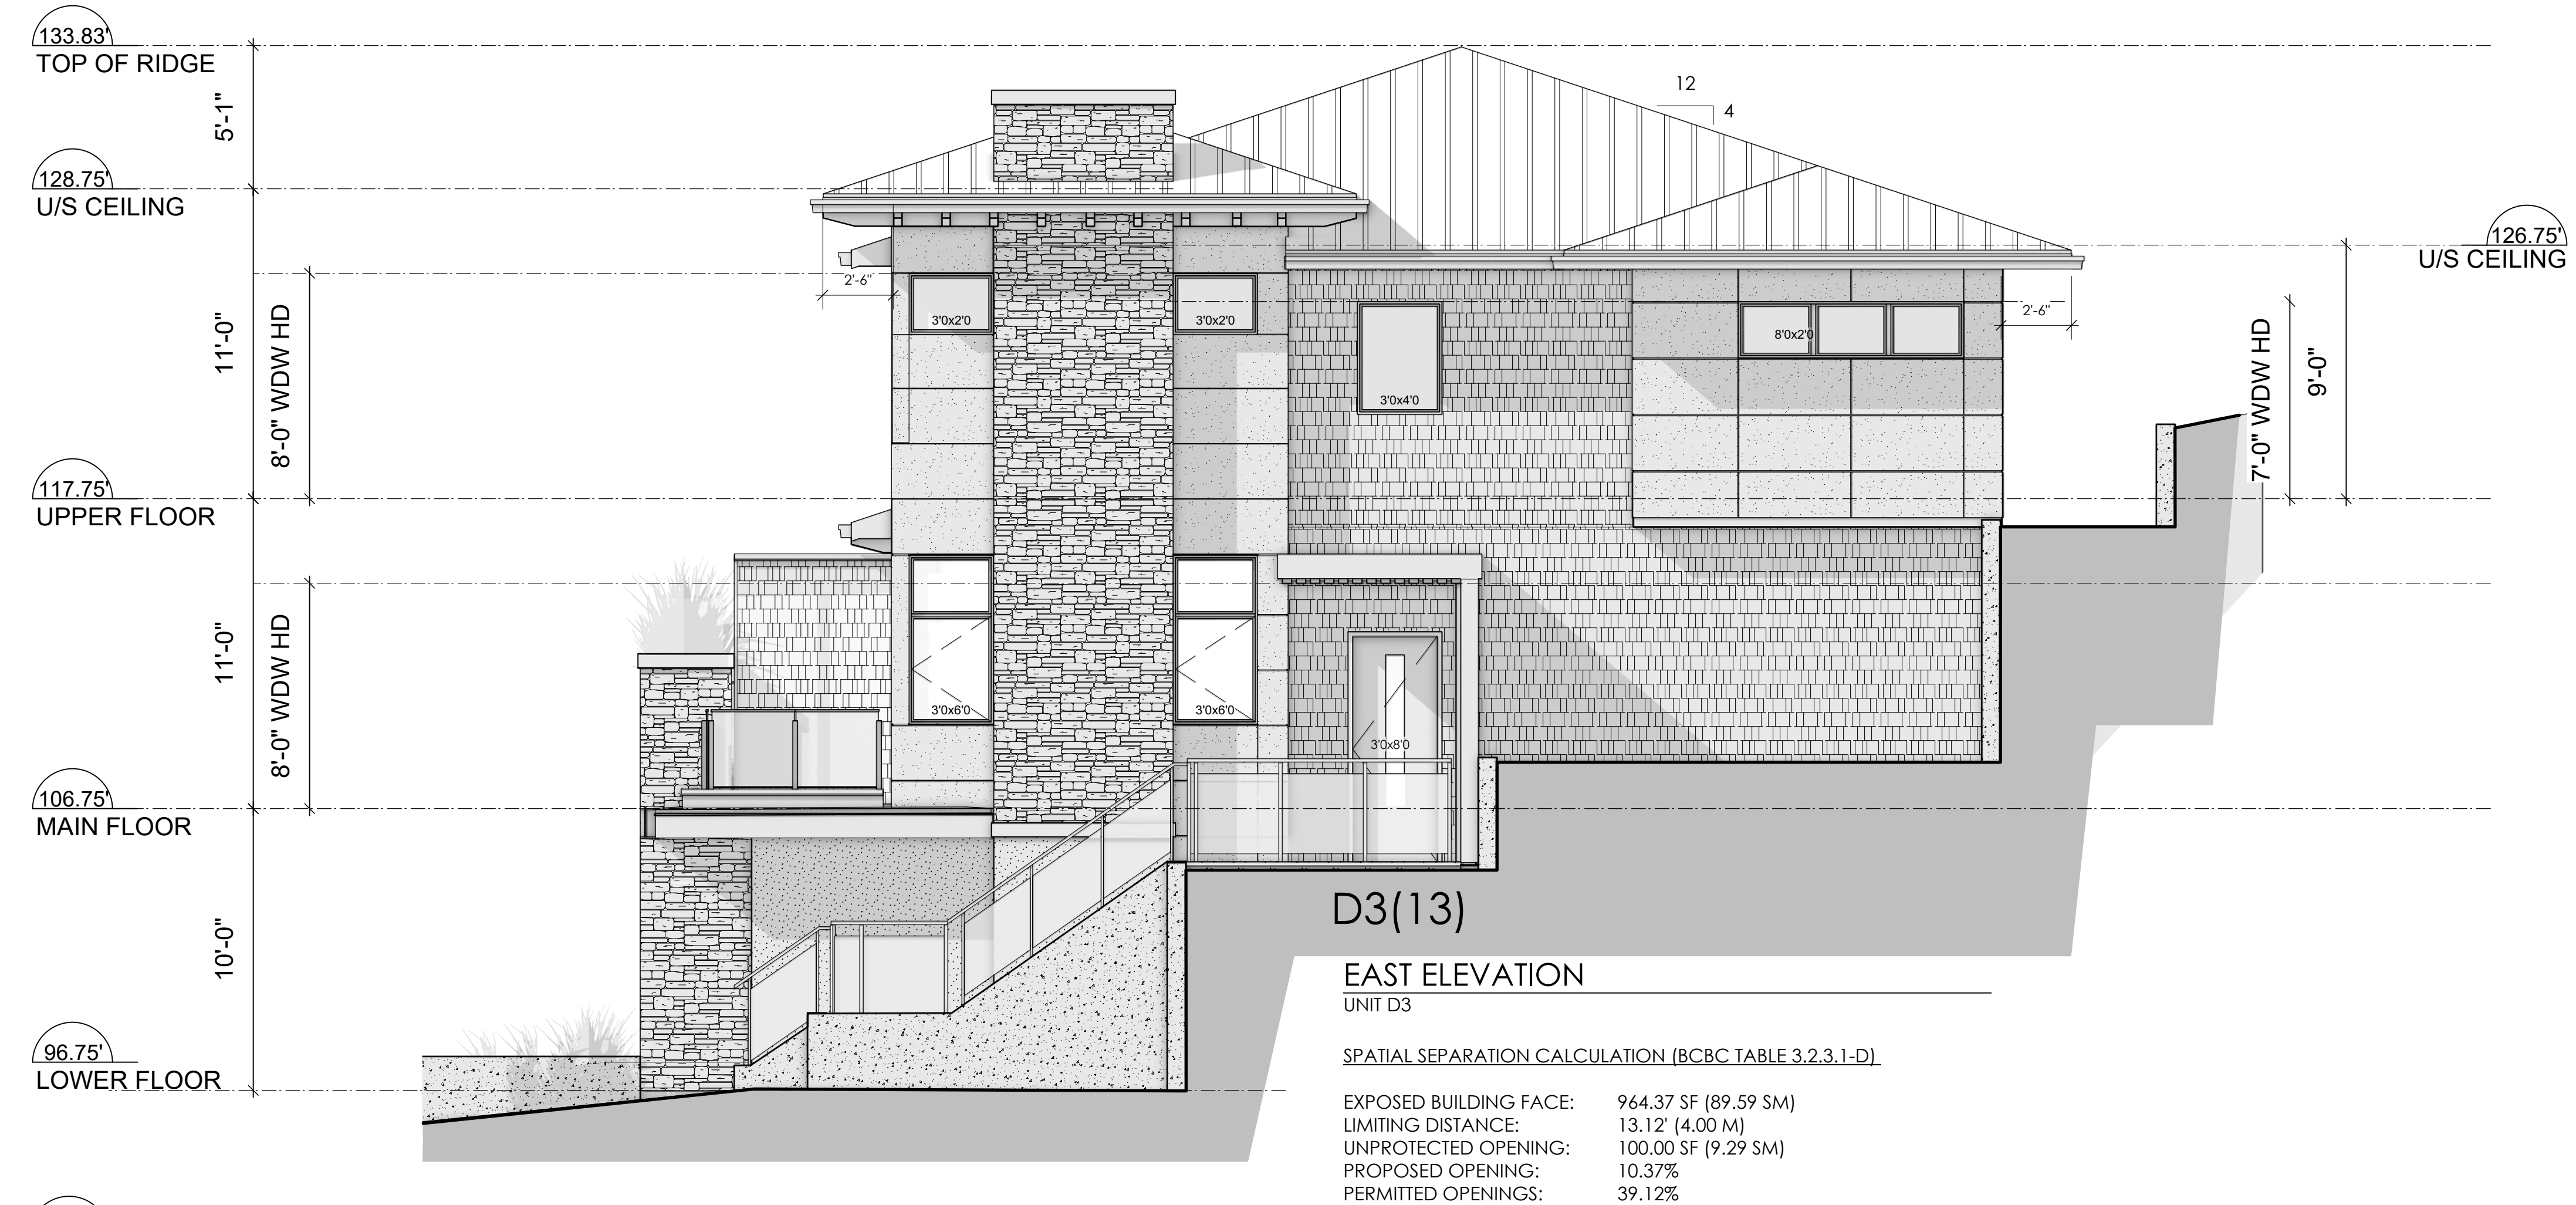 133.83'
TOP OF RIDGE
5'-1"
12
4
128.75'
U/S CEILING
126.75'
U/S CEILING
2'-6"
2'-6"
3'0x2'0
3'0x2'0
8'0x2'0
3'0x4'0
11'-0"
8'-0" WDW HD
7'-0" WDW HD
9'-0"
117.75'
UPPER FLOOR
11'-0"
8'-0" WDW HD
3'0x6'0
3'0x6'0
3'0x8'0
106.75'
MAIN FLOOR
10'-0"
D3(13)
EAST ELEVATION
UNIT D3
96.75'
LOWER FLOOR
SPATIAL SEPARATION CALCULATION (BCBC TABLE 3.2.3.1-D)
EXPOSED BUILDING FACE: 964.37 SF (89.59 SM)
LIMITING DISTANCE: 13.12' (4.00 M)
UNPROTECTED OPENING: 100.00 SF (9.29 SM)
PROPOSED OPENING: 10.37%
PERMITTED OPENINGS: 39.12%